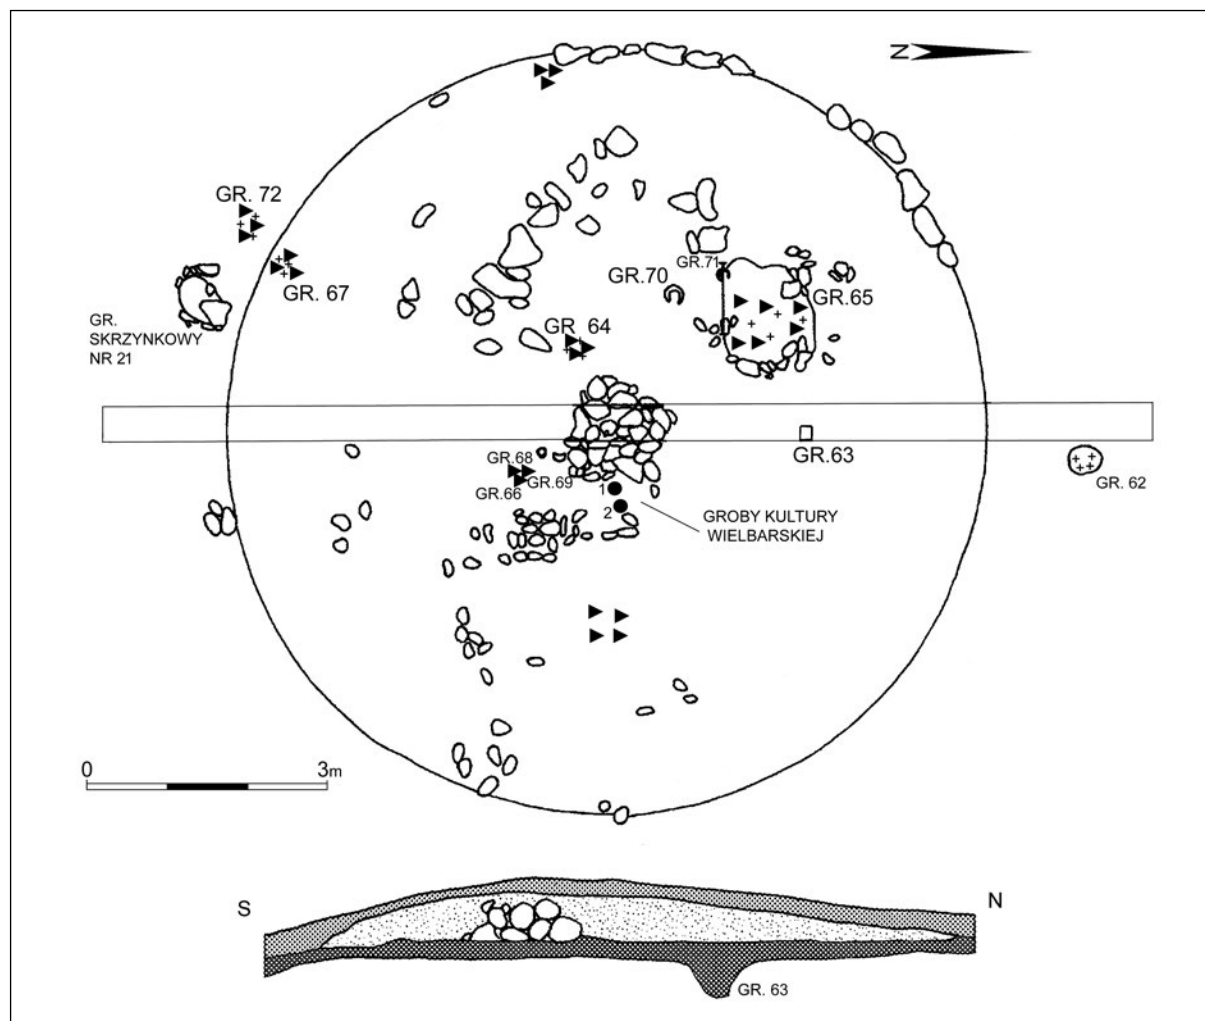 N
GR. 72
GR. 67
GR.
SKRZYNKOWY
NR 21
GR.70
GR.71
GR.65
GR. 64
GR.63
GR. 62
GR.68
GR.69
GR.66
1
2
GROBY KULTURY
WIELBARSKIEJ
0
3m
S
N
GR. 63